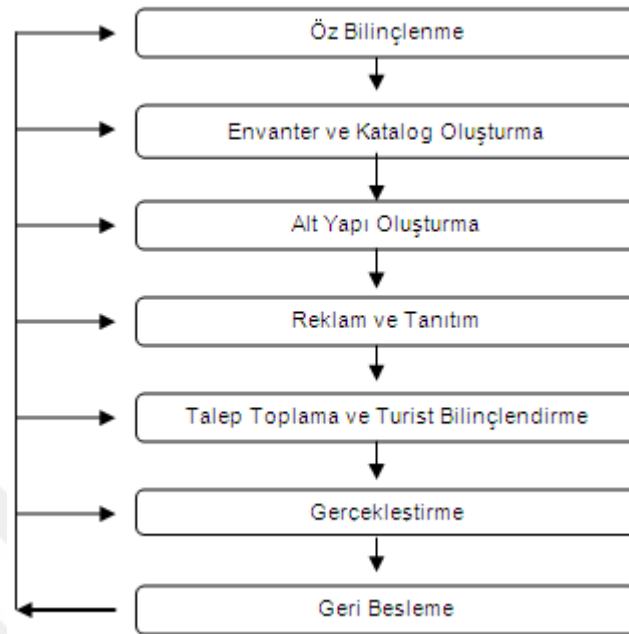 Öz Bilinçlenme
Envanter ve Katalog Oluşturma
Alt Yapı Oluşturma
Reklam ve Tanıtım
Talep Toplama ve Turist Bilinçlendirme
Gerçekleştirme
Geri Besleme